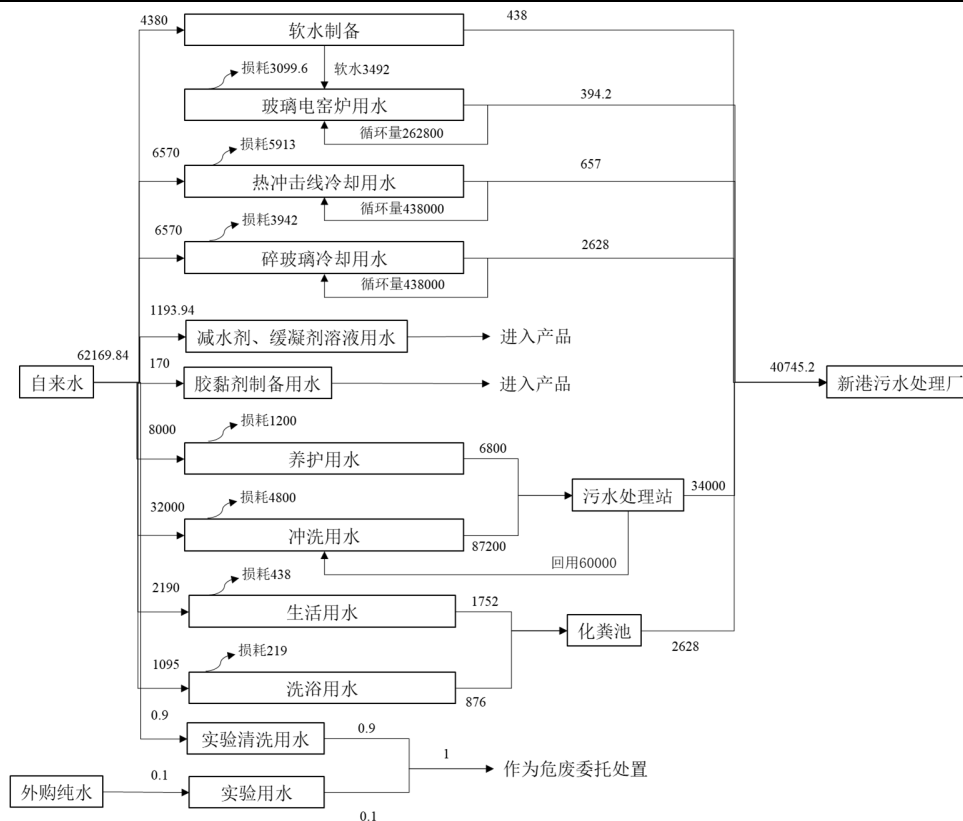 4380
软水制备
438
损耗3099.6
软水3492
玻璃电窑炉用水
394.2
循环量262800
6570
损耗5913
热冲击线冷却用水
657
循环量438000
6570
损耗3942
碎玻璃冷却用水
2628
循环量438000
1193.94
减水剂、缓凝剂溶液用水
进入产品
62169.84
自来水
170
胶黏剂制备用水
进入产品
40745.2
新港污水处理厂
8000
损耗1200
养护用水
6800
32000
损耗4800
冲洗用水
87200
污水处理站
34000
回用60000
2190
损耗438
生活用水
1752
化粪池
2628
1095
损耗219
洗浴用水
876
0.9
实验清洗用水
0.9
1
作为危废委托处置
外购纯水
0.1
实验用水
0.1